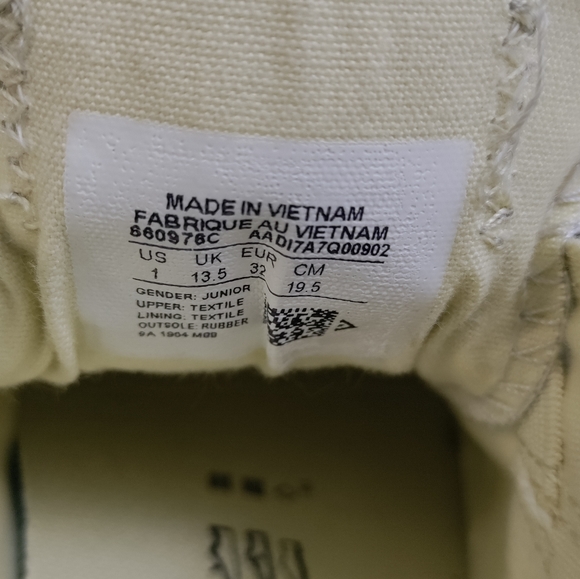 MADE IN VIETNAM
FABRIQUE AU VIETNAM
660976C AADI7A7Q00902
US UK EUR CM
1 13.5 32 19.5
GENDER: JUNIOR
UPPER: TEXTILE
LINING: TEXTILE
OUTSOLE: RUBBER